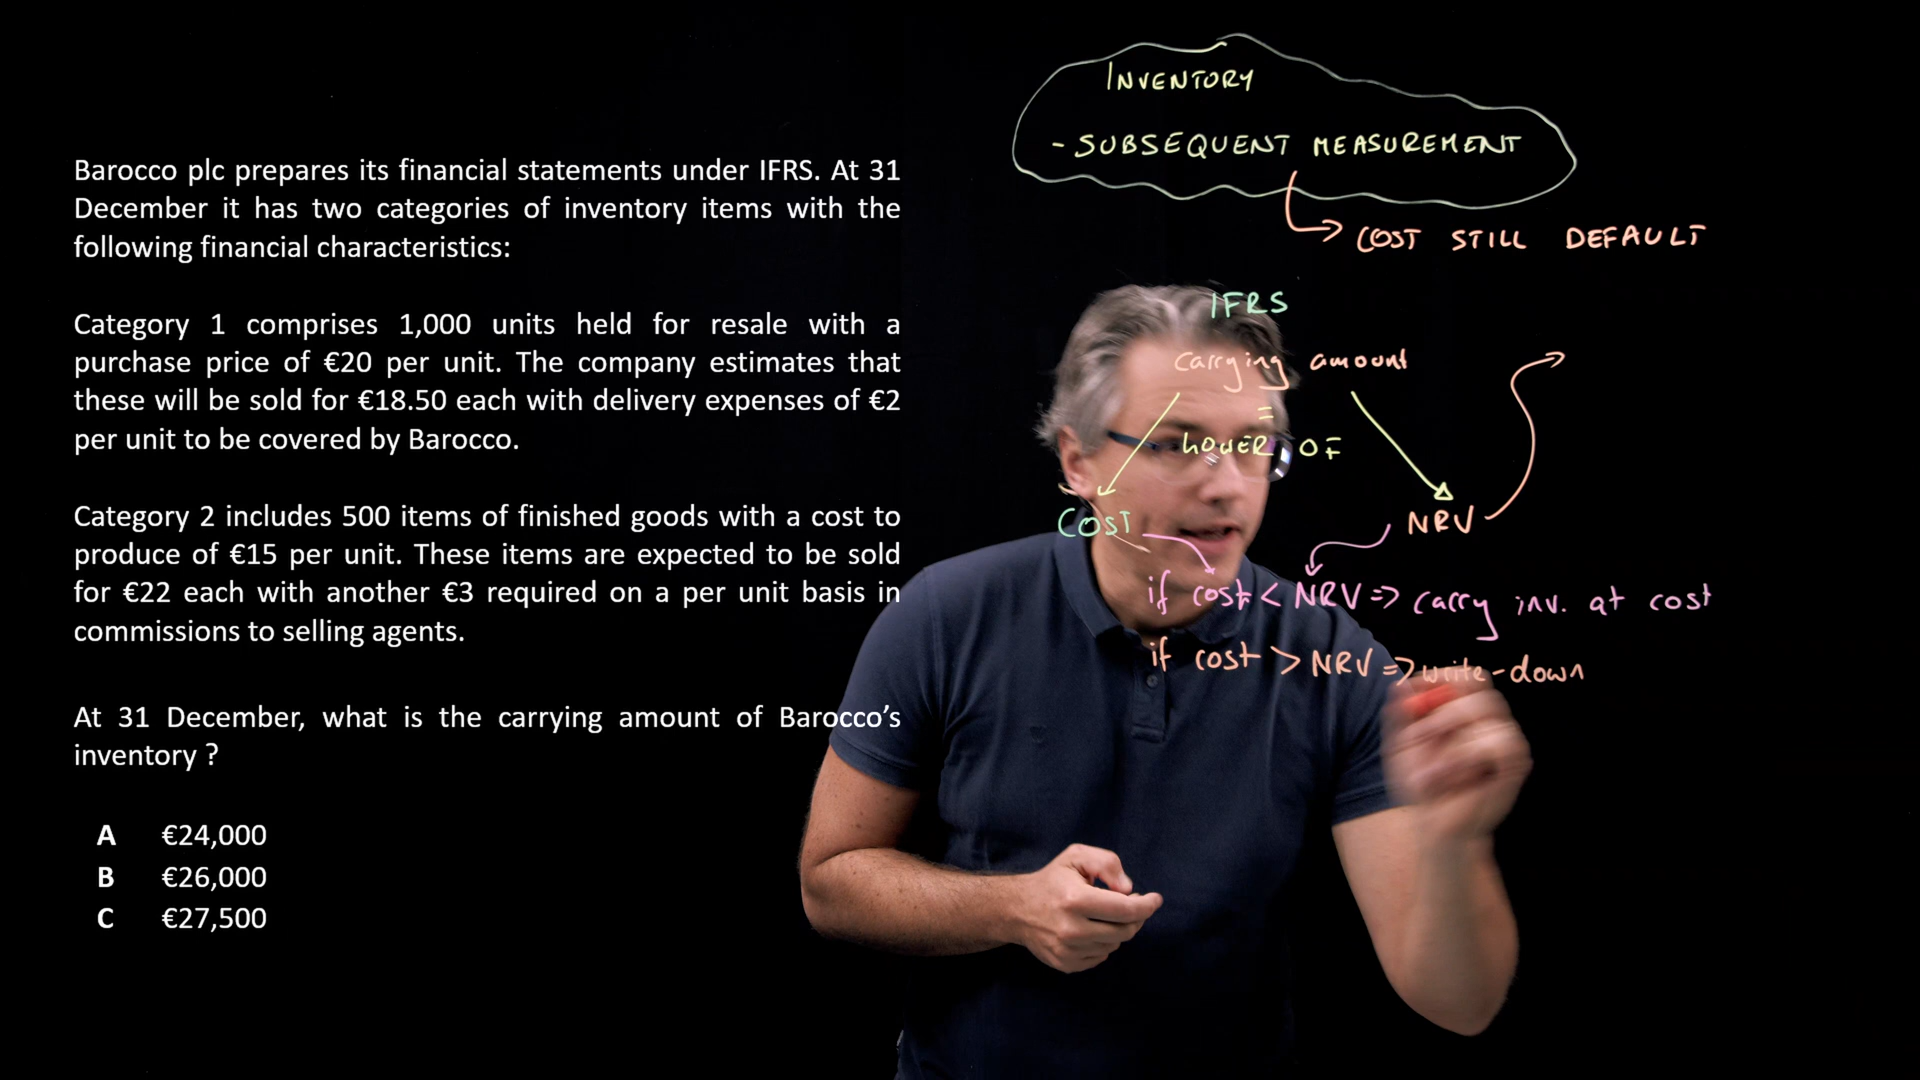 Barocco plc prepares its financial statements under IFRS. At 31
December it has two categories of inventory items with the
following financial characteristics:
Category 1 comprises 1,000 units held for resale with a
purchase price of €20 per unit. The company estimates that
these will be sold for €18.50 each with delivery expenses of €2
per unit to be covered by Barocco.
Category 2 includes 500 items of finished goods with a cost to
produce of €15 per unit. These items are expected to be sold
for €22 each with another €3 required on a per unit basis in
commissions to selling agents.
At 31 December, what is the carrying amount of Barocco's
inventory ?
A €24,000
B €26,000
C €27,500
INVENTORY
- SUBSEQUENT MEASUREMENT
COST STILL DEFAULT
IFRS
carrying amount
=
LOWER OF
COST
NRV
if cost < NRV => carry inv. at cost
if cost > NRV => write-down